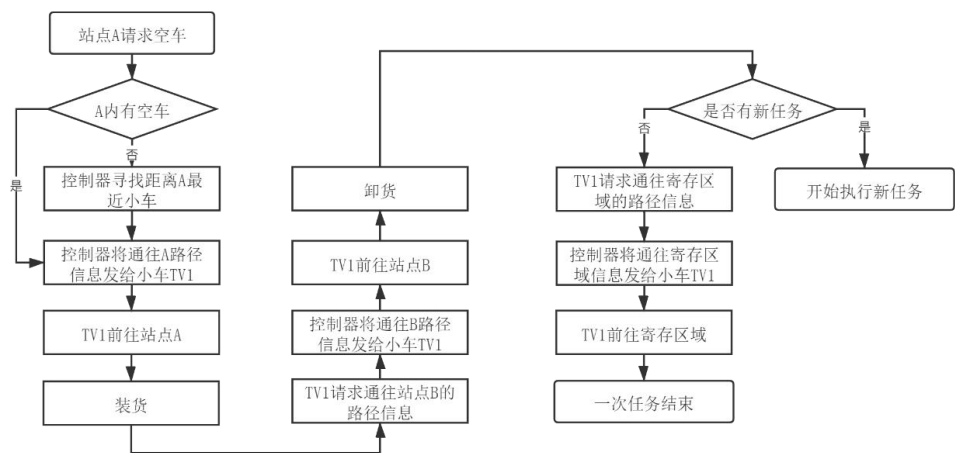 站点A请求空车
A内有空车
否
是
控制器寻找距离A最
近小车
控制器将通往A路径
信息发给小车TV1
TV1前往站点A
装货
TV1请求通往站点B的
路径信息
控制器将通往B路径
信息发给小车TV1
TV1前往站点B
卸货
是否有新任务
否
是
TV1请求通往寄存区
域的路径信息
开始执行新任务
控制器将通往寄存区
域信息发给小车TV1
TV1前往寄存区域
一次任务结束